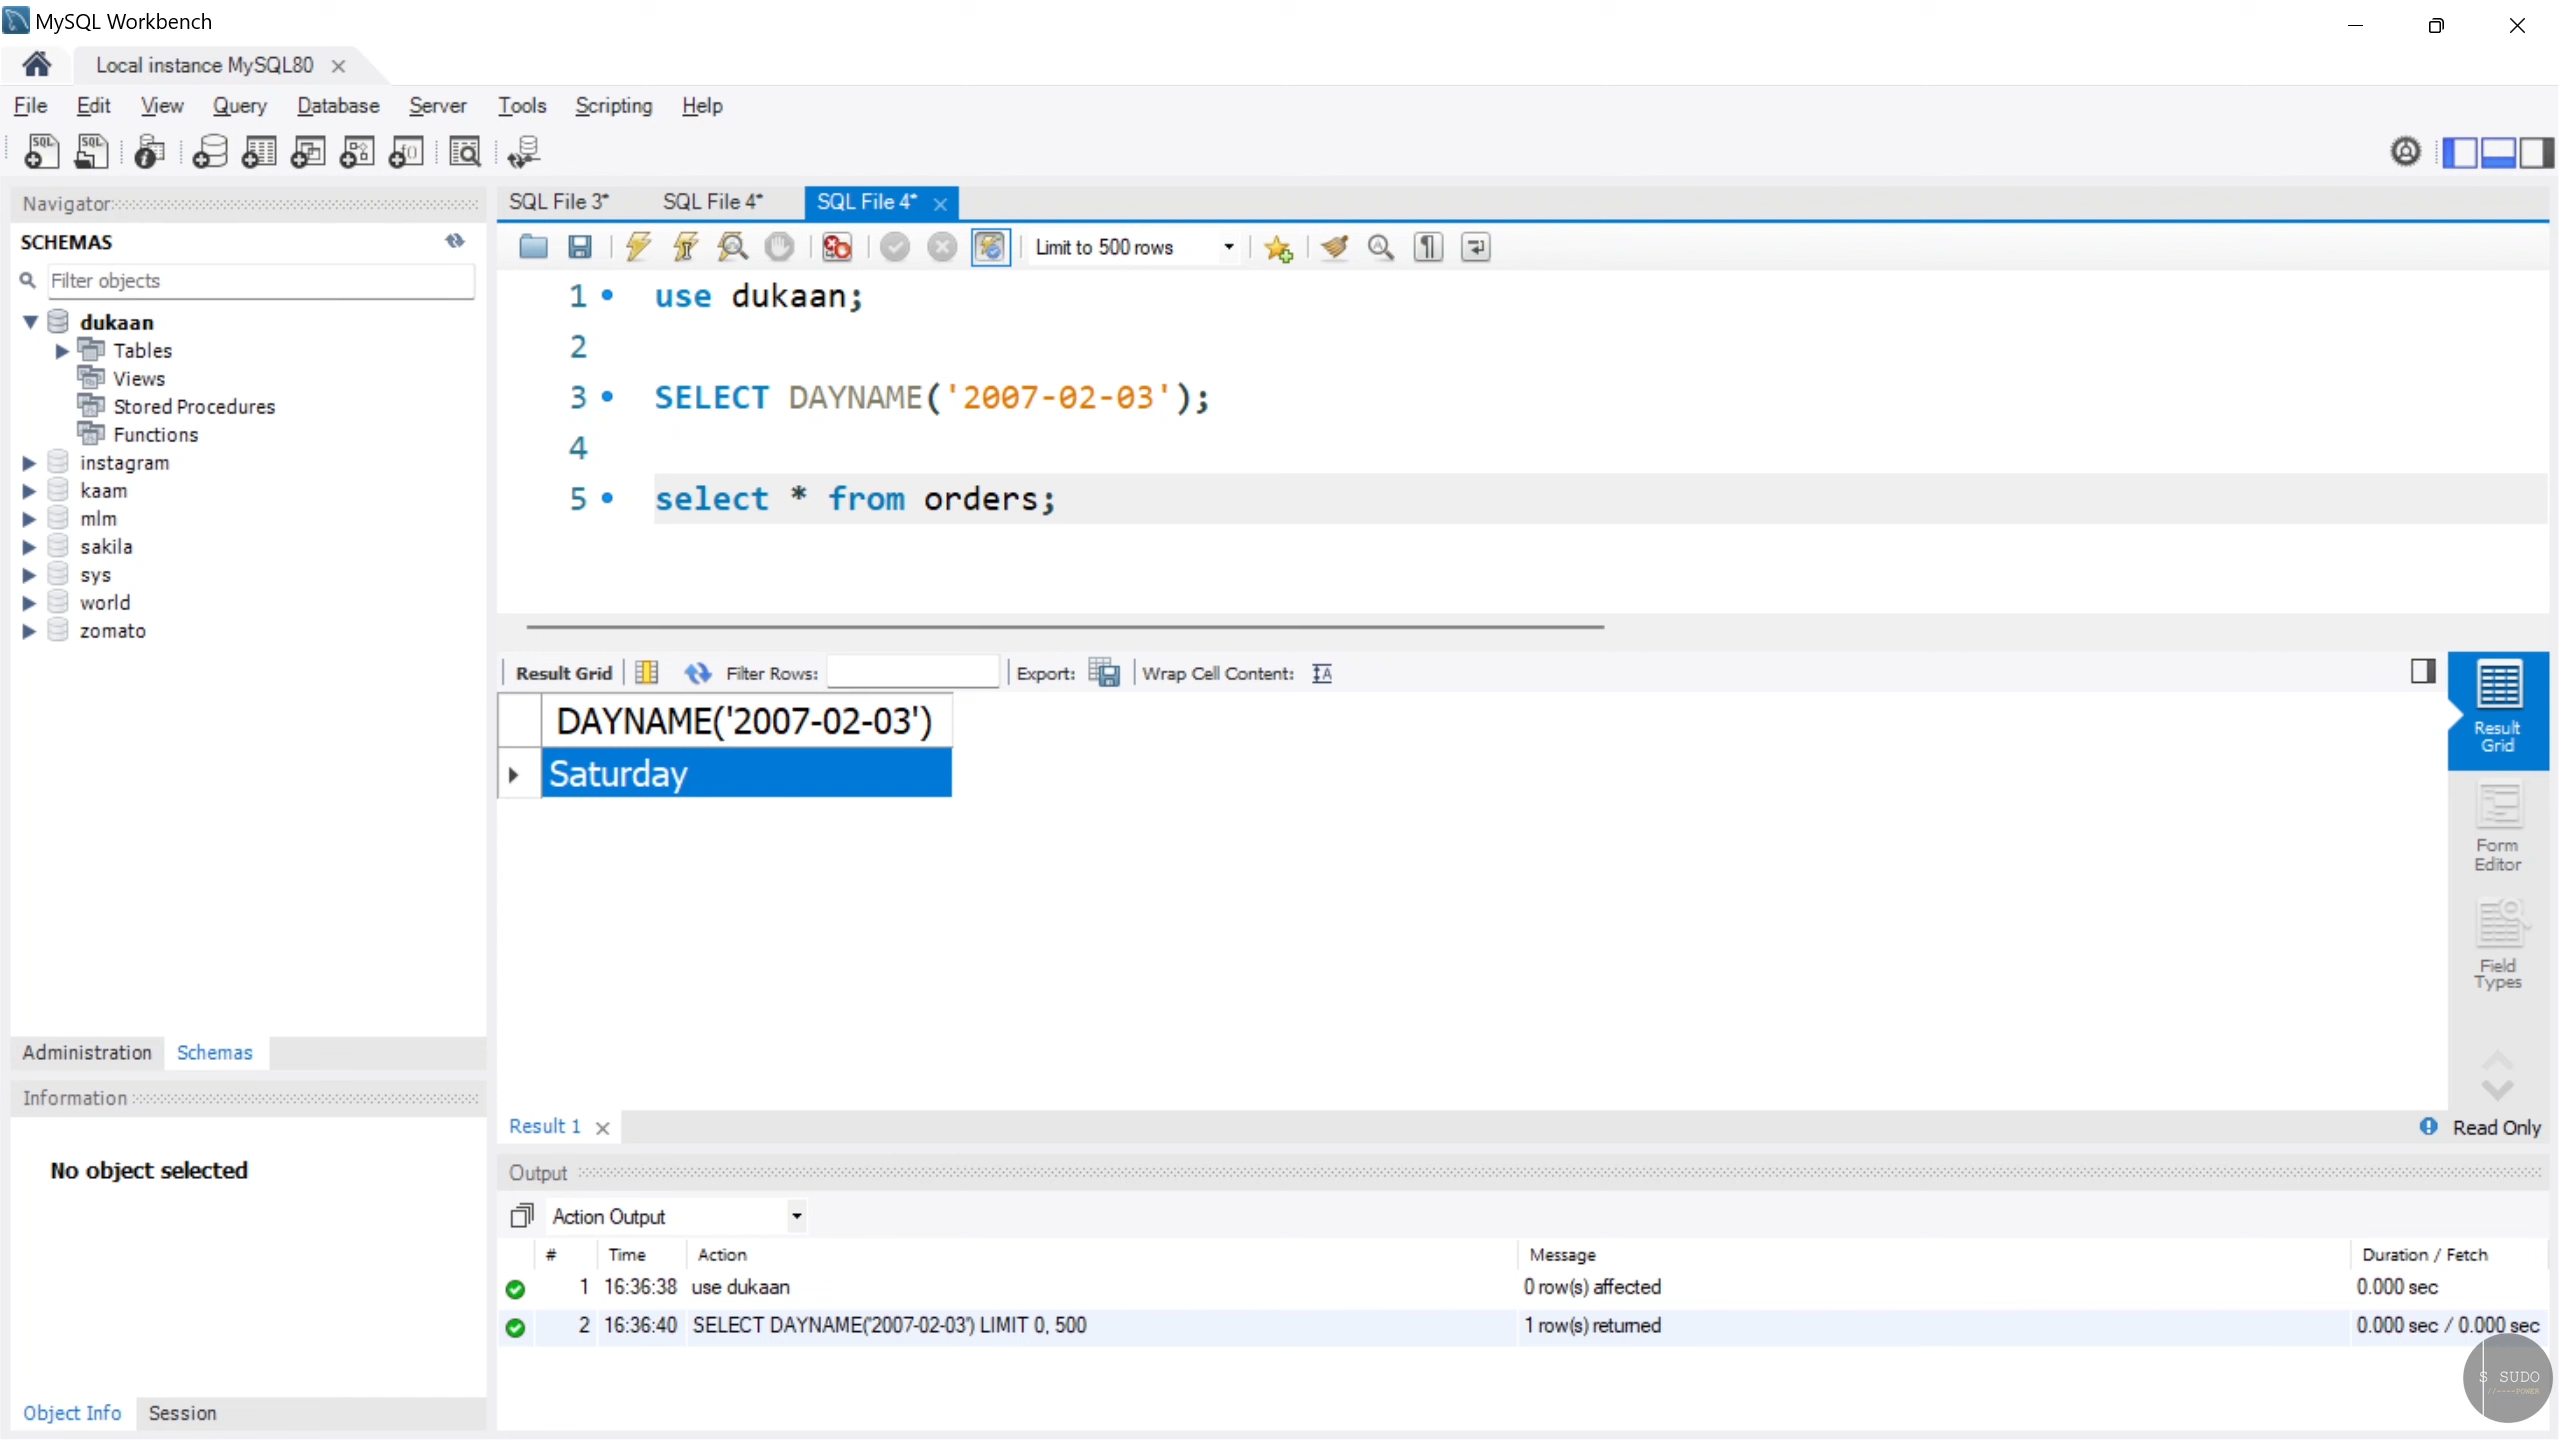 MySQL Workbench
Local instance MySQL80
File Edit View Query Database Server Tools Scripting Help
Navigator
SCHEMAS
Filter objects
dukaan
Tables
Views
Stored Procedures
Functions
instagram
kaam
mlm
sakila
sys
world
zomato
Administration Schemas
Information
No object selected
Object Info Session
SQL File 3* SQL File 4* SQL File 4*
Limit to 500 rows
1 use dukaan;
2
3 SELECT DAYNAME('2007-02-03');
4
5 select * from orders;
Result Grid Filter Rows: Export: Wrap Cell Content:
DAYNAME('2007-02-03')
Saturday
Result
Grid
Form
Editor
Field
Types
Result 1
Read Only
Output
Action Output
# Time Action Message Duration / Fetch
1 16:36:38 use dukaan 0 row(s) affected 0.000 sec
2 16:36:40 SELECT DAYNAME('2007-02-03') LIMIT 0, 500 1 row(s) returned 0.000 sec / 0.000 sec
S SUDO
//----POWER